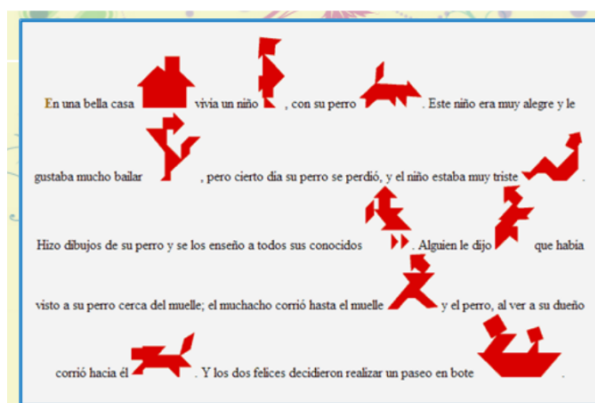 En una bella casa vivía un niño , con su perro . Este niño era muy alegre y le
gustaba mucho bailar , pero cierto día su perro se perdió, y el niño estaba muy triste .
Hizo dibujos de su perro y se los enseño a todos sus conocidos . Alguien le dijo que había
visto a su perro cerca del muelle; el muchacho corrió hasta el muelle y el perro, al ver a su dueño
corrió hacia él . Y los dos felices decidieron realizar un paseo en bote .